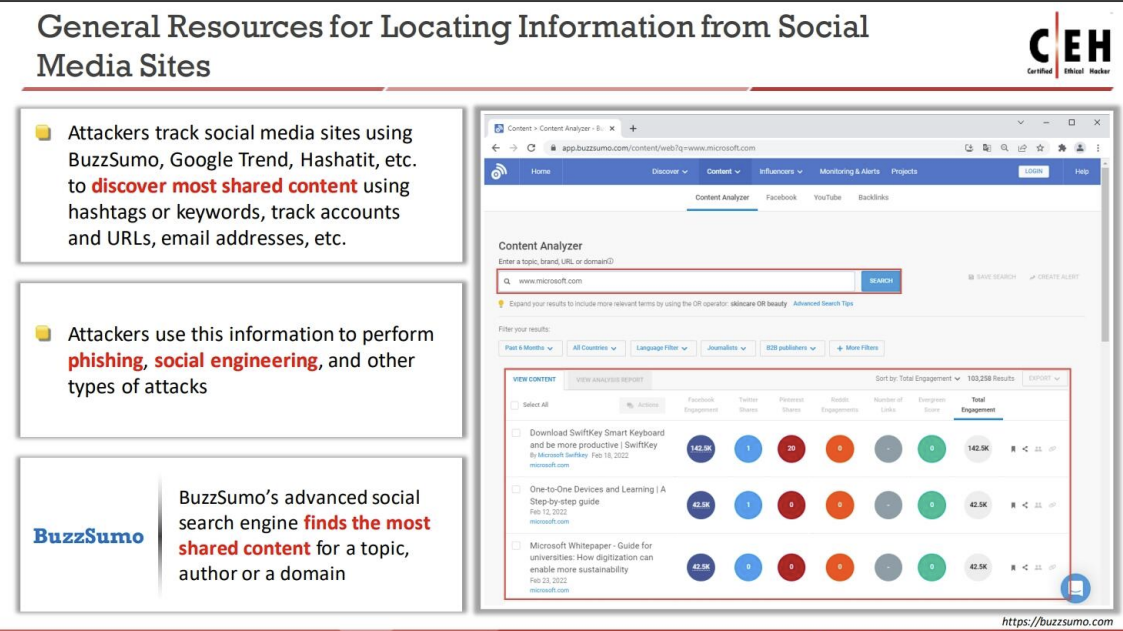 General Resources for Locating Information from Social
Media Sites
C|EH
Certified Ethical Hacker
Attackers track social media sites using
BuzzSumo, Google Trend, Hashatit, etc.
to discover most shared content using
hashtags or keywords, track accounts
and URLs, email addresses, etc.
Attackers use this information to perform
phishing, social engineering, and other
types of attacks
BuzzSumo
BuzzSumo's advanced social
search engine finds the most
shared content for a topic,
author or a domain
Content > Content Analyzer - Bu
app.buzzsumo.com/content/web?q=www.microsoft.com
Home Discover Content Influencers Monitoring & Alerts Projects LOGIN Help
Content Analyzer Facebook YouTube Backlinks
Content Analyzer
Enter a topic, brand, URL or domain
www.microsoft.com SEARCH SAVE SEARCH CREATE ALERT
Expand your results to include more relevant terms by using the OR operator: skincare OR beauty Advanced Search Tips
Filter your results:
Past 6 Months All Countries Language Filter Journalists B2B publishers + More Filters
VIEW CONTENT VIEW ANALYSIS REPORT Sort by: Total Engagement 103,258 Results EXPORT
Select All Actions Facebook Engagement Twitter Shares Pinterest Shares Reddit Engagements Number of Links Evergreen Score Total Engagement
Download SwiftKey Smart Keyboard
and be more productive | SwiftKey
By Microsoft Swiftkey Feb 18, 2022
microsoft.com
142.5K 1 20 0 - 0 142.5K
One-to-One Devices and Learning | A
Step-by-step guide
Feb 12, 2022
microsoft.com
42.5K 1 0 0 - 0 42.5K
Microsoft Whitepaper - Guide for
universities: How digitization can
enable more sustainability
Feb 23, 2022
microsoft.com
42.5K 0 0 0 - 0 42.5K
https://buzzsumo.com